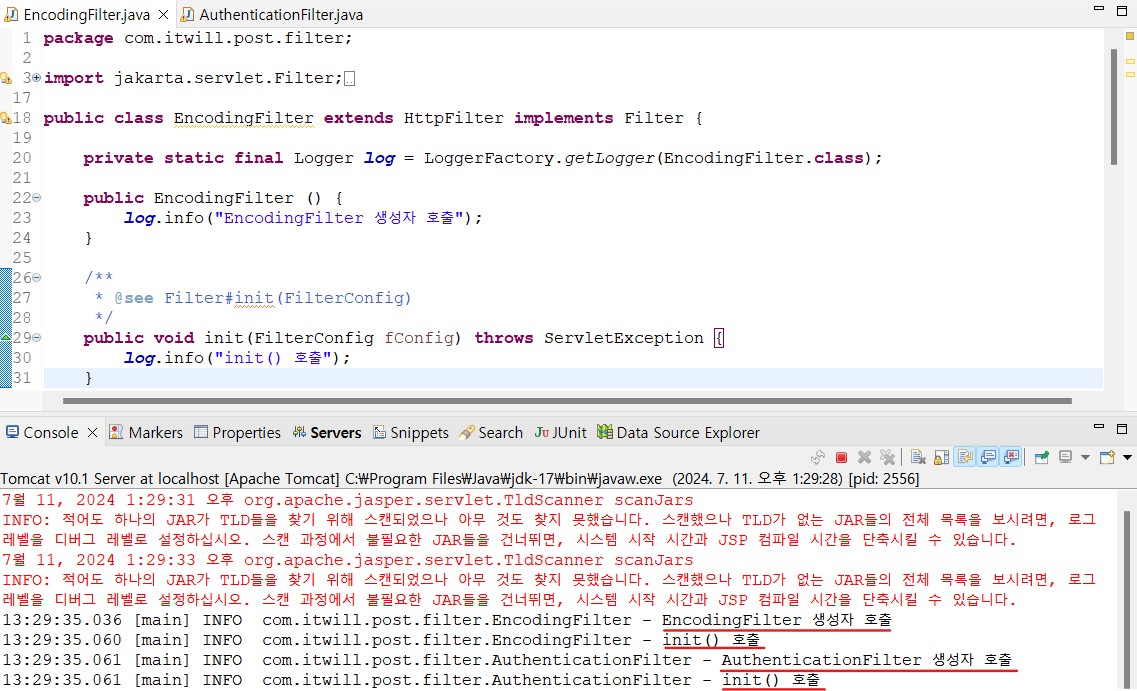 EncodingFilter.java AuthenticationFilter.java
1 package com.itwill.post.filter;
2
3 import jakarta.servlet.Filter;
17
18 public class EncodingFilter extends HttpFilter implements Filter {
19
20 private static final Logger log = LoggerFactory.getLogger(EncodingFilter.class);
21
22 public EncodingFilter () {
23 log.info("EncodingFilter 생성자 호출");
24 }
25
26 /**
27 * @see Filter#init(FilterConfig)
28 */
29 public void init(FilterConfig fConfig) throws ServletException {
30 log.info("init() 호출");
31 }
Console Markers Properties Servers Snippets Search JUnit Data Source Explorer
Tomcat v10.1 Server at localhost [Apache Tomcat] C:₩Program Files₩Java₩jdk-17₩bin₩javaw.exe (2024. 7. 11. 오후 1:29:28) [pid: 2556]
7월 11, 2024 1:29:31 오후 org.apache.jasper.servlet.TldScanner scanJars
INFO: 적어도 하나의 JAR가 TLD들을 찾기 위해 스캔되었으나 아무 것도 찾지 못했습니다. 스캔했으나 TLD가 없는 JAR들의 전체 목록을 보시려면, 로그
레벨을 디버그 레벨로 설정하십시오. 스캔 과정에서 불필요한 JAR들을 건너뛰면, 시스템 시작 시간과 JSP 컴파일 시간을 단축시킬 수 있습니다.
7월 11, 2024 1:29:33 오후 org.apache.jasper.servlet.TldScanner scanJars
INFO: 적어도 하나의 JAR가 TLD들을 찾기 위해 스캔되었으나 아무 것도 찾지 못했습니다. 스캔했으나 TLD가 없는 JAR들의 전체 목록을 보시려면, 로그
레벨을 디버그 레벨로 설정하십시오. 스캔 과정에서 불필요한 JAR들을 건너뛰면, 시스템 시작 시간과 JSP 컴파일 시간을 단축시킬 수 있습니다.
13:29:35.036 [main] INFO com.itwill.post.filter.EncodingFilter - EncodingFilter 생성자 호출
13:29:35.060 [main] INFO com.itwill.post.filter.EncodingFilter - init() 호출
13:29:35.061 [main] INFO com.itwill.post.filter.AuthenticationFilter - AuthenticationFilter 생성자 호출
13:29:35.061 [main] INFO com.itwill.post.filter.AuthenticationFilter - init() 호출